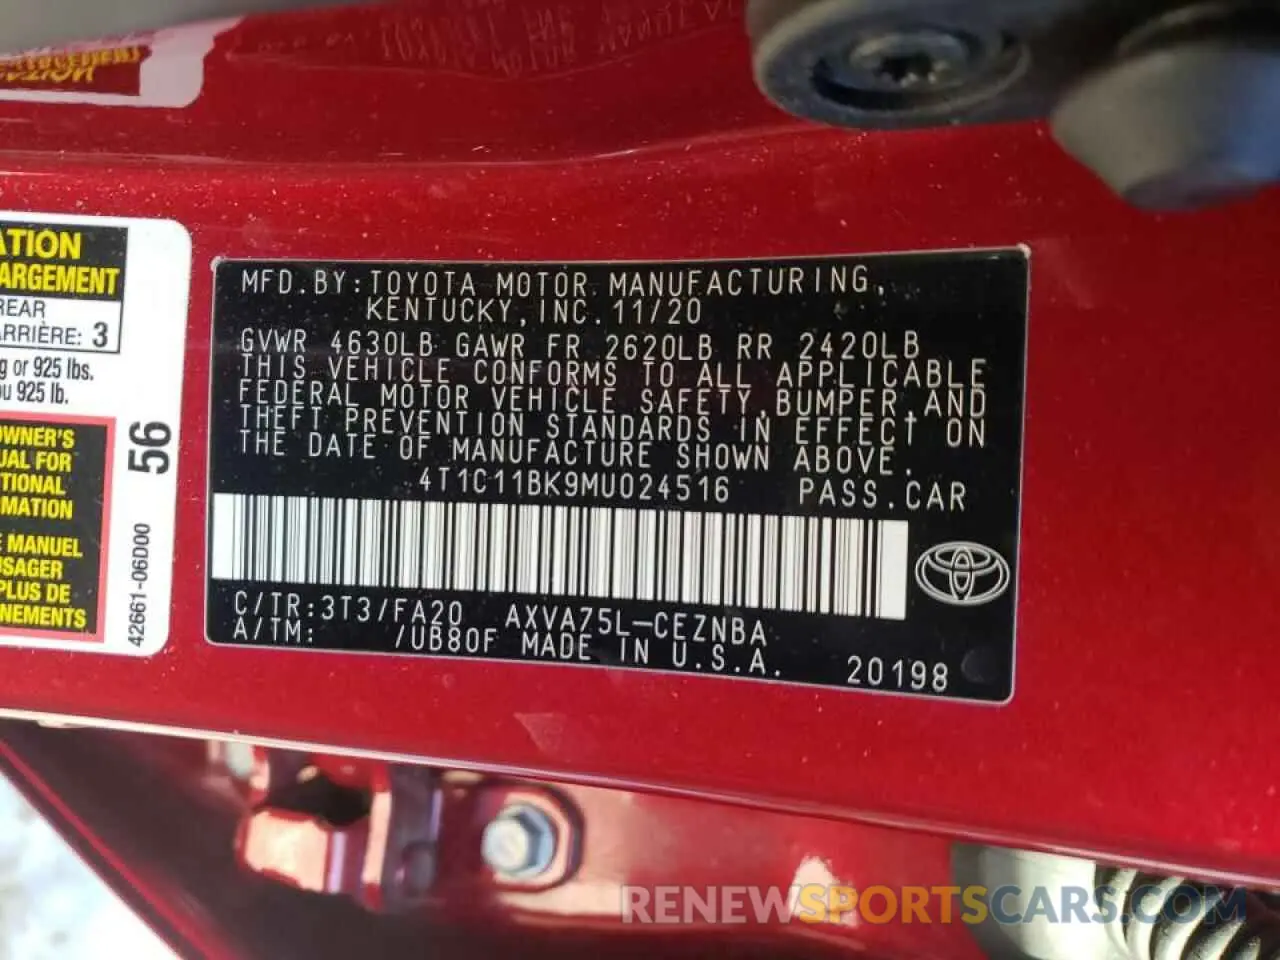 ATION
ARGEMENT
REAR
ARRIÈRE: 3
g or 925 lbs.
ou 925 lb.
OWNER'S
UAL FOR
TIONAL
MATION
E MANUEL
USAGER
PLUS DE
NEMENTS
56
42661-06D00
MFD.BY:TOYOTA MOTOR MANUFACTURING,
KENTUCKY,INC. 11/20
GVWR 4630LB GAWR FR 2620LB RR 2420LB
THIS VEHICLE CONFORMS TO ALL APPLICABLE
FEDERAL MOTOR VEHICLE SAFETY,BUMPER,AND
THEFT PREVENTION STANDARDS IN EFFECT ON
THE DATE OF MANUFACTURE SHOWN ABOVE.
4T1C11BK9MU024516 PASS.CAR
C/TR:3T3/FA20 AXVA75L-CEZNBA
A/TM: /UB80F MADE IN U.S.A. 20198
RENEWSPORTSCARS.COM